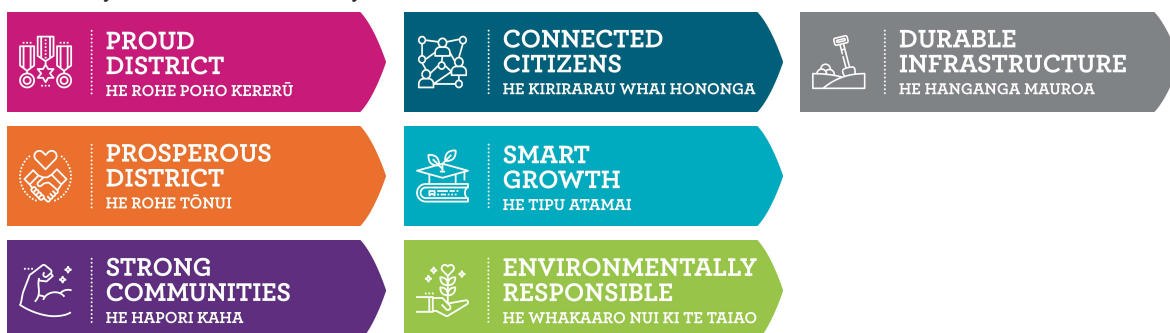 PROUD
DISTRICT
HE ROHE POHO KERERŪ
CONNECTED
CITIZENS
HE KIRIRARAU WHAI HONONGA
DURABLE
INFRASTRUCTURE
HE HANGANGA MAUROA
PROSPEROUS
DISTRICT
HE ROHE TŌNUI
SMART
GROWTH
HE TIPU ATAMAI
STRONG
COMMUNITIES
HE HAPORI KAHA
ENVIRONMENTALLY
RESPONSIBLE
HE WHAKAARO NUI KI TE TAIAO